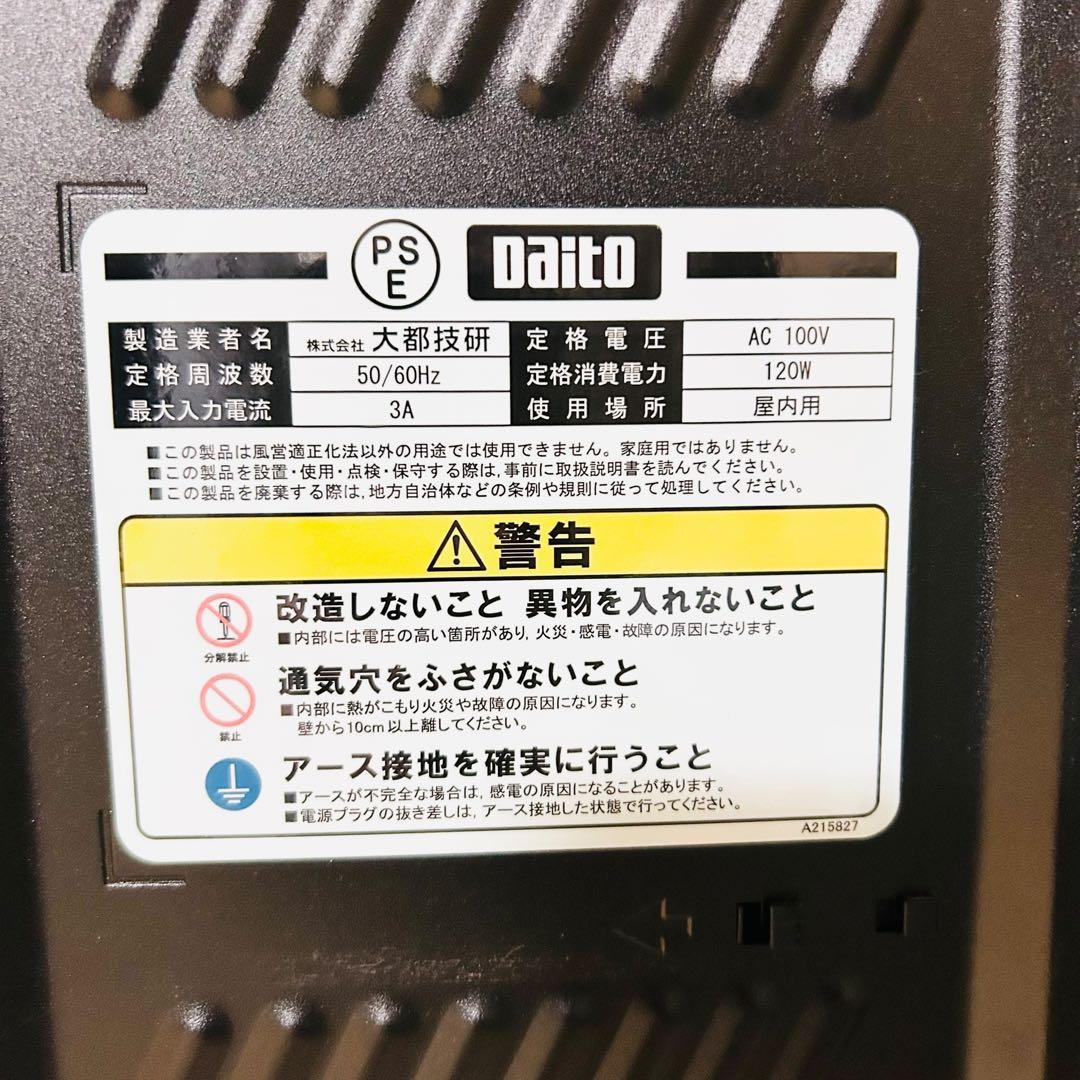 PSE Daito
製造業者名 株式会社 大都技研 定格電圧 AC 100V
定格周波数 50/60Hz 定格消費電力 120W
最大入力電流 3A 使用場所 屋内用
■この製品は風営適正化法以外の用途では使用できません。家庭用ではありません。
■この製品を設置・使用・点検・保守する際は,事前に取扱説明書を読んでください。
■この製品を廃棄する際は,地方自治体などの条例や規則に従って処理してください。
警告
改造しないこと 異物を入れないこと
■内部には電圧の高い箇所があり,火災・感電・故障の原因になります。
分解禁止
通気穴をふさがないこと
■内部に熱がこもり火災や故障の原因になります。
壁から10cm以上離してください。
禁止
アース接地を確実に行うこと
■アースが不完全な場合は,感電の原因になることがあります。
■電源プラグの抜き差しは,アース接地した状態で行ってください。
A215827